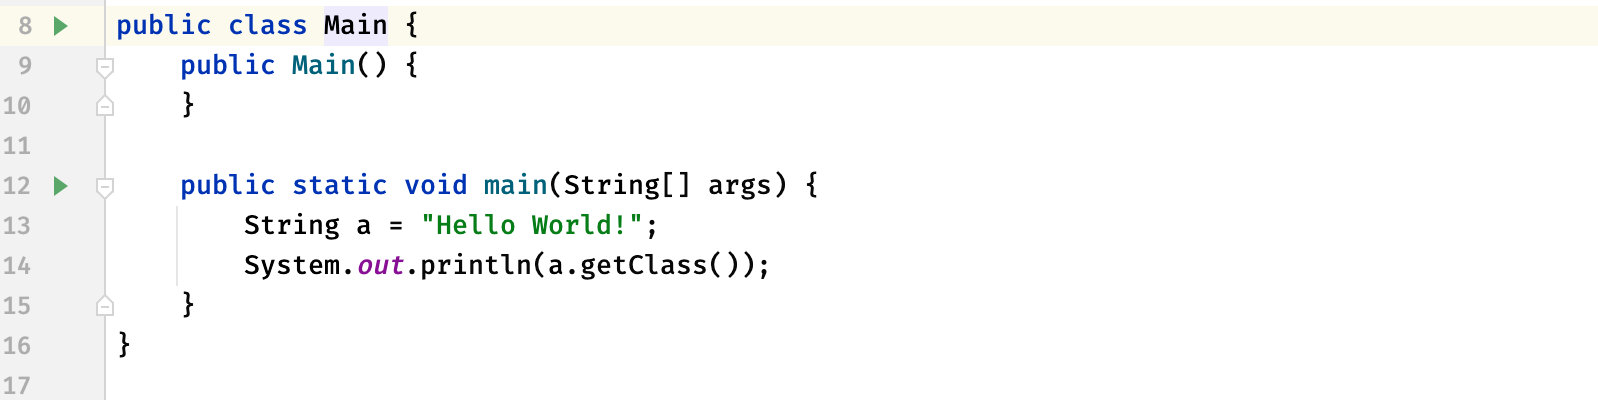 8 public class Main {
9     public Main() {
10     }
11
12     public static void main(String[] args) {
13         String a = "Hello World!";
14         System.out.println(a.getClass());
15     }
16 }
17